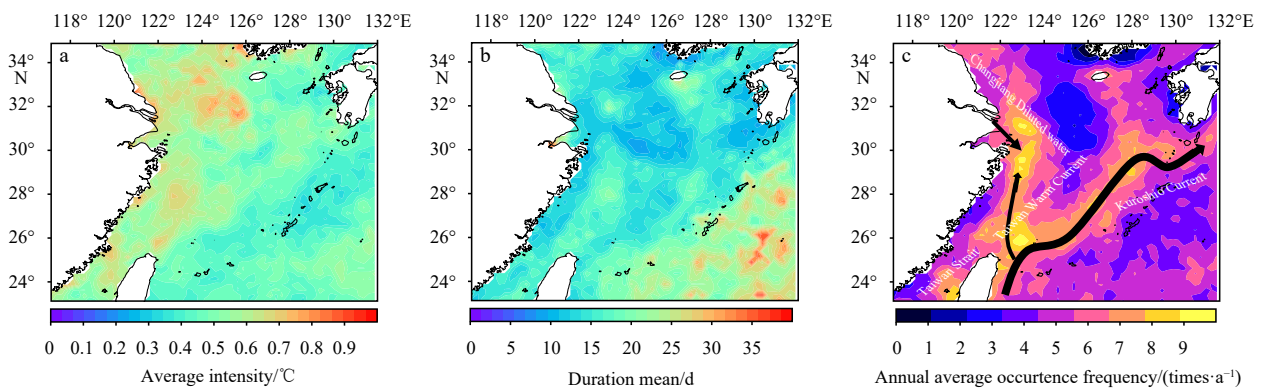 118° 120° 122° 124° 126° 128° 132°E
a
34°
N
32°
30°
28°
26°
24°
0 0.1 0.2 0.3 0.4 0.5 0.6 0.7 0.8 0.9
Average intensity/℃
118° 120° 122° 124° 126° 128° 132°E
b
34°
N
32°
30°
28°
26°
24°
0 5 10 15 20 25 30 35
Duration mean/d
118° 120° 122° 124° 126° 128° 132°E
c
34°
N
32°
30°
28°
26°
24°
Changjiang Diluted water
Taiwan Warm Current
Kuroshio Current
Taiwan Strait
0 1 2 3 4 5 6 7 8 9
Annual average occurtence frequency/(times·a⁻¹)